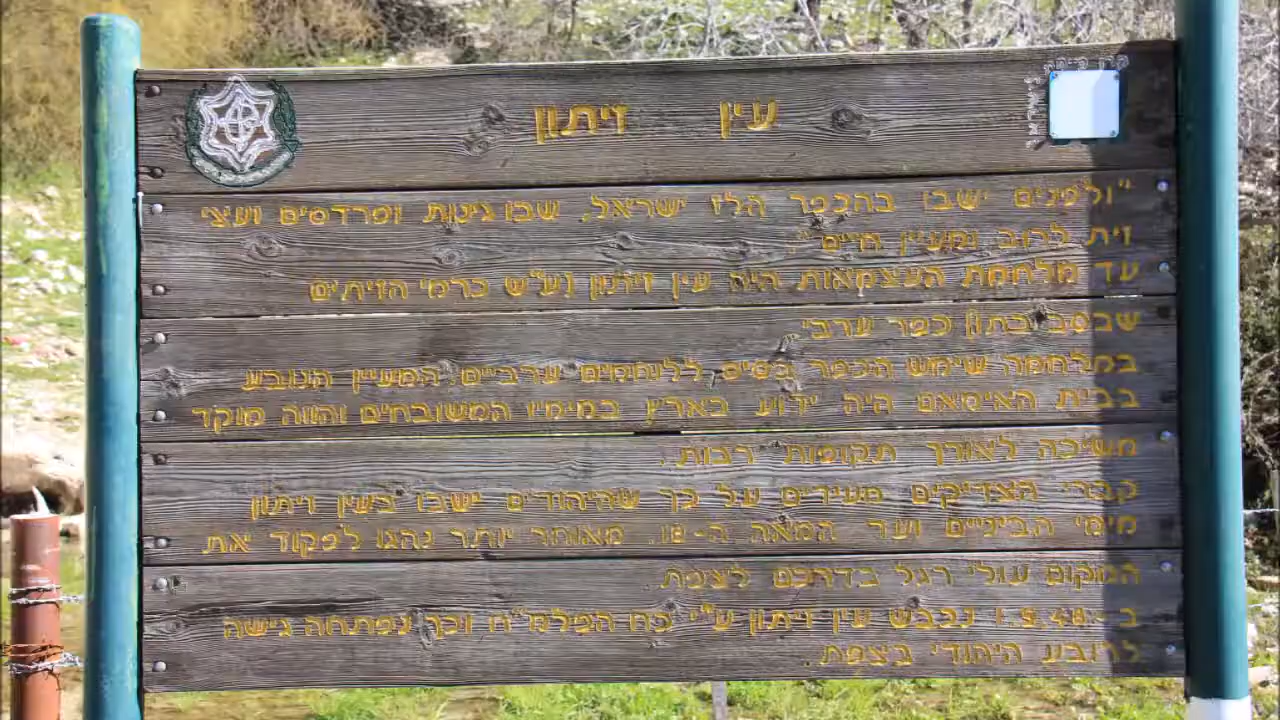 עין זיתון
"ולפנים ישבו בהכפר הלז ישראל, שבו גינות ופרדסים ועצי
זית לרוב ומעיין חיים".
עד מלחמת העצמאות היה עין זיתון (ע"ש כרמי הזיתים
שבסביבתו) כפר ערבי.
במלחמה שימש הכפר בסיס ללוחמים ערביים. המעיין הנובע
בבית האימאם היה ידוע בארץ במימיו המשובחים והווה מוקד
משיכה לאורך תקופות רבות.
קברי הצדיקים מעידים על כך שהיהודים ישבו בעין זיתון
מימי הביניים ועד המאה ה-18. מאוחר יותר נהגו לפקוד את
המקום עולי רגל בדרכם לצפת.
ב - 1.5.48 נכבש עין זיתון ע"י כח הפלמ"ח וכך נפתחה גישה
לרובע היהודי בצפת.